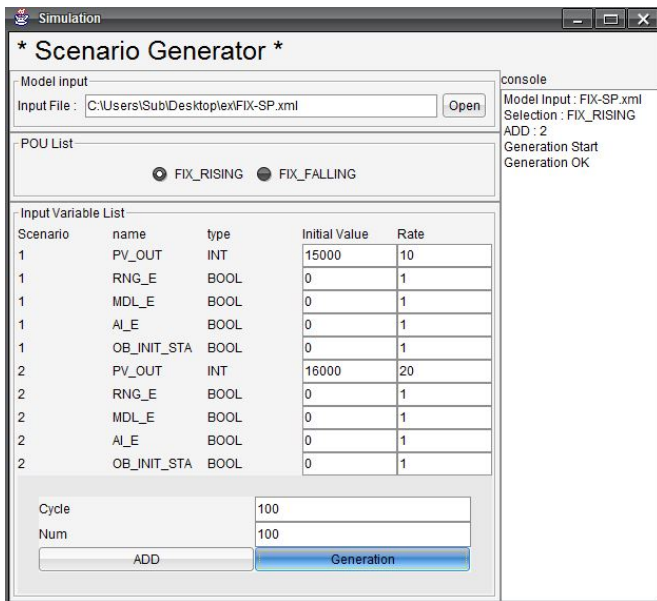 Simulation
* Scenario Generator *
Model input
Input File : C:\Users\Sub\Desktop\ex\FIX-SP.xml Open
POU List
FIX_RISING FIX_FALLING
Input Variable List
Scenario name type Initial Value Rate
1 PV_OUT INT 15000 10
1 RNG_E BOOL 0 1
1 MDL_E BOOL 0 1
1 AI_E BOOL 0 1
1 OB_INIT_STA BOOL 0 1
2 PV_OUT INT 16000 20
2 RNG_E BOOL 0 1
2 MDL_E BOOL 0 1
2 AI_E BOOL 0 1
2 OB_INIT_STA BOOL 0 1
Cycle 100
Num 100
ADD Generation
console
Model Input : FIX-SP.xml
Selection : FIX_RISING
ADD : 2
Generation Start
Generation OK